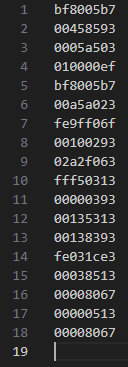 1 bf8005b7
2 00458593
3 0005a503
4 010000ef
5 bf8005b7
6 00a5a023
7 fe9ff06f
8 00100293
9 02a2f063
10 fff50313
11 00000393
12 00135313
13 00138393
14 fe031ce3
15 00038513
16 00008067
17 00000513
18 00008067
19